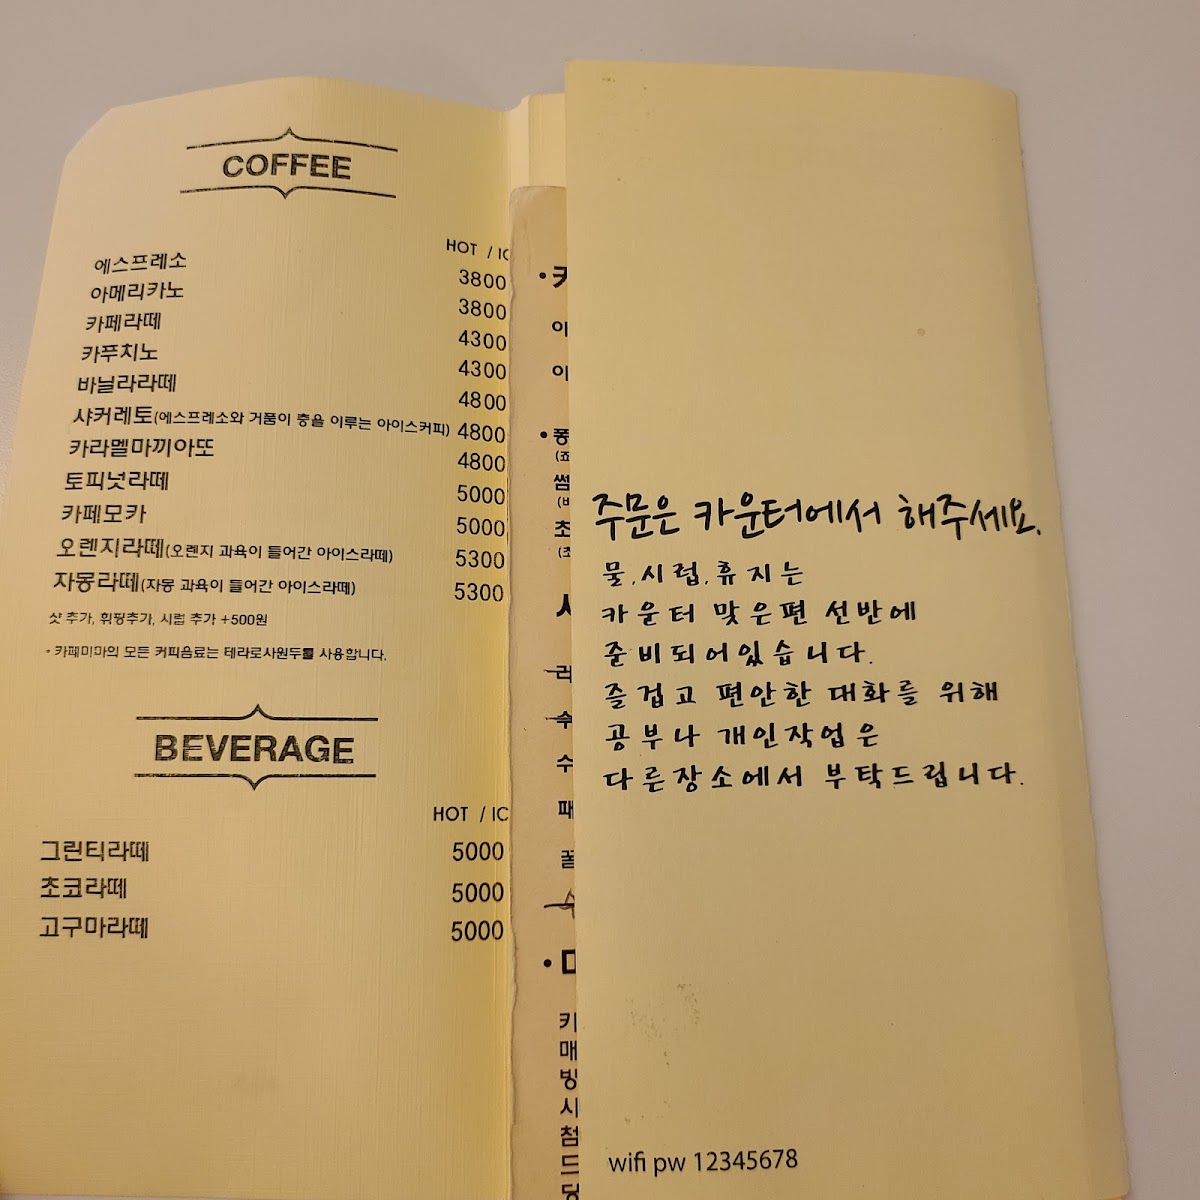 COFFEE
HOT / IC
에스프레소 3800
아메리카노 3800
카페라떼 4300
카푸치노 4300
바닐라라떼 4800
샤커레토(에스프레소와 거품이 층을 이루는 아이스커피) 4800
카라멜마끼아또 4800
토피넛라떼 5000
카페모카 5000
오렌지라떼(오렌지 과육이 들어간 아이스라떼) 5300
자몽라떼(자몽 과육이 들어간 아이스라떼) 5300
샷 추가, 휘핑추가, 시럽 추가 +500원
* 카페미마의 모든 커피음료는 테라로사원두를 사용합니다.
BEVERAGE
HOT / IC
그린티라떼 5000
초코라떼 5000
고구마라떼 5000
주문은 카운터에서 해주세요.
물,시럽,휴지는
카운터 맞은편 선반에
준비되어있습니다.
즐겁고 편안한 대화를 위해
공부나 개인작업은
다른장소에서 부탁드립니다.
wifi pw 12345678